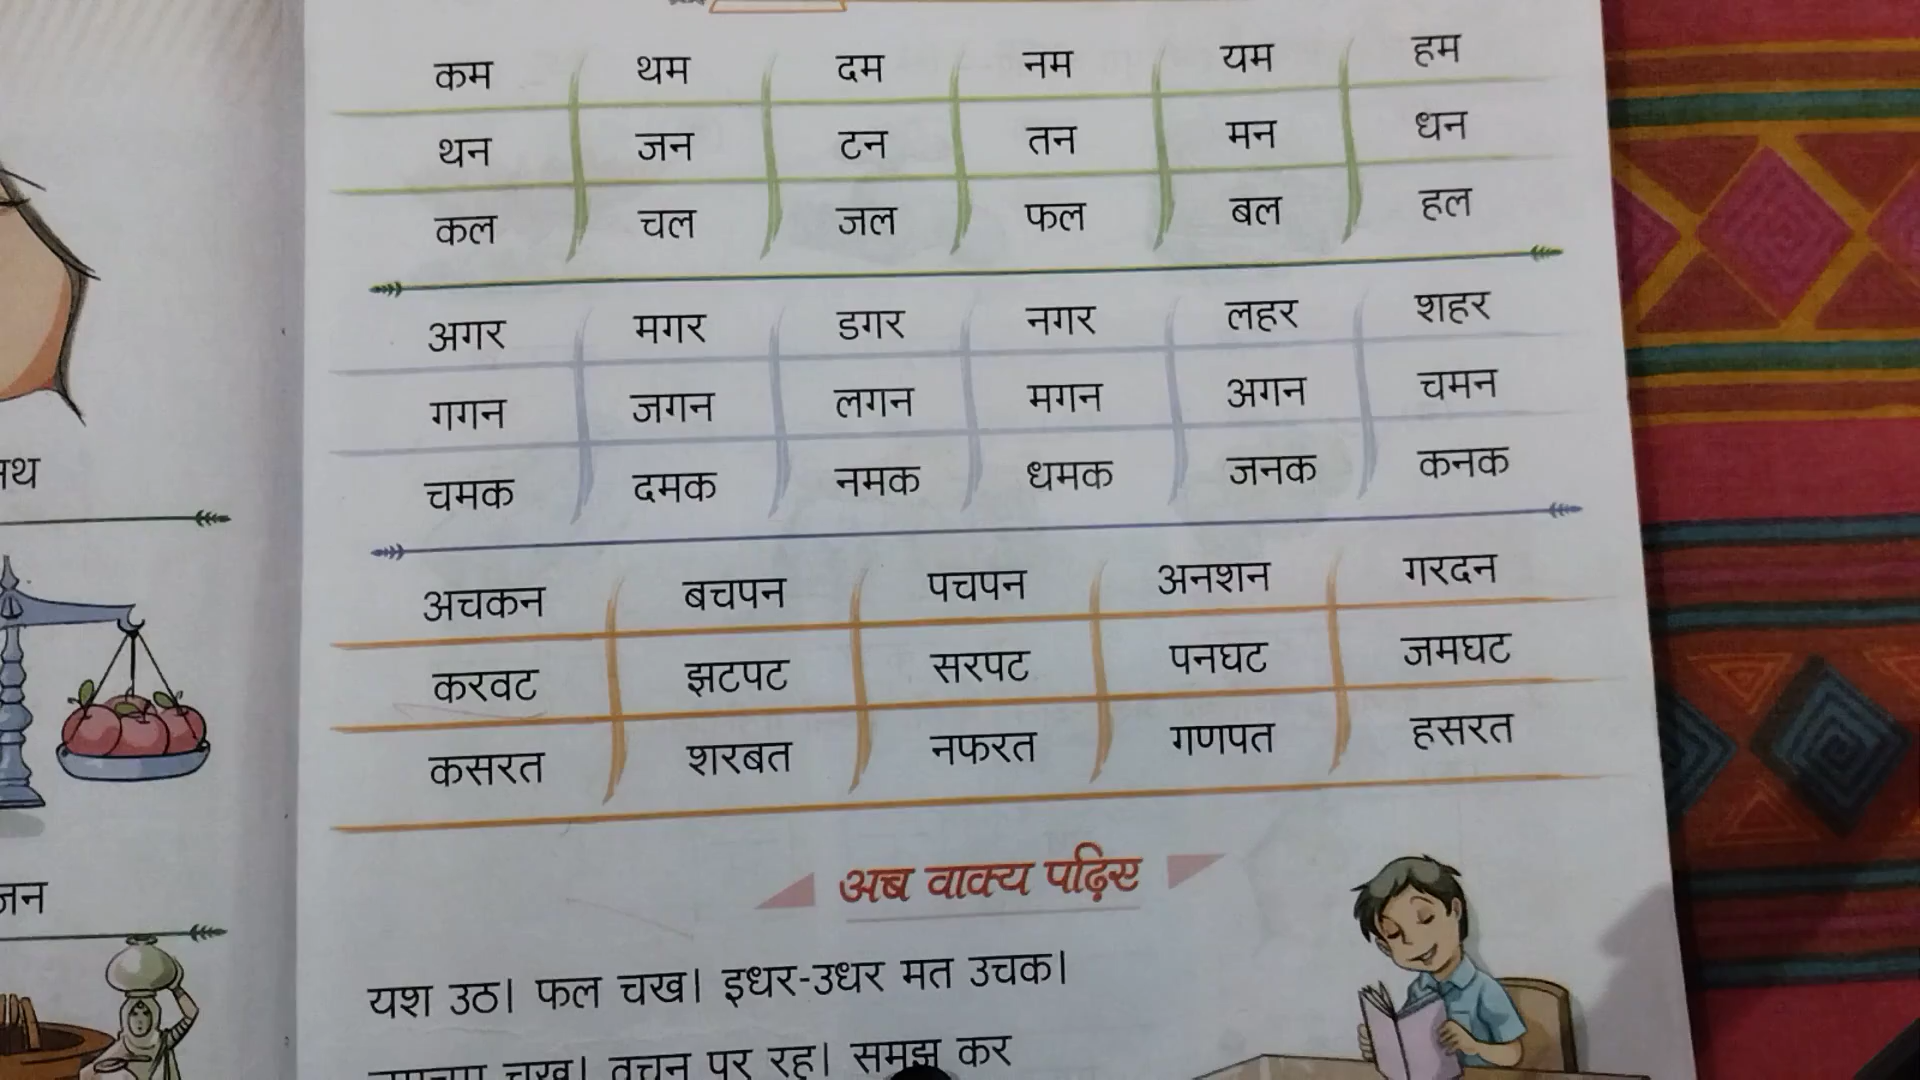 कम थम दम नम यम हम
थन जन टन तन मन धन
कल चल जल फल बल हल
अगर मगर डगर नगर लहर शहर
गगन जगन लगन मगन अगन चमन
चमक दमक नमक धमक जनक कनक
अचकन बचपन पचपन अनशन गरदन
करवट झटपट सरपट पनघट जमघट
कसरत शरबत नफरत गणपत हसरत
अब वाक्य पढ़िए
यश उठ। फल चख। इधर-उधर मत उचक।
चख। वचन पर रह। समझ कर